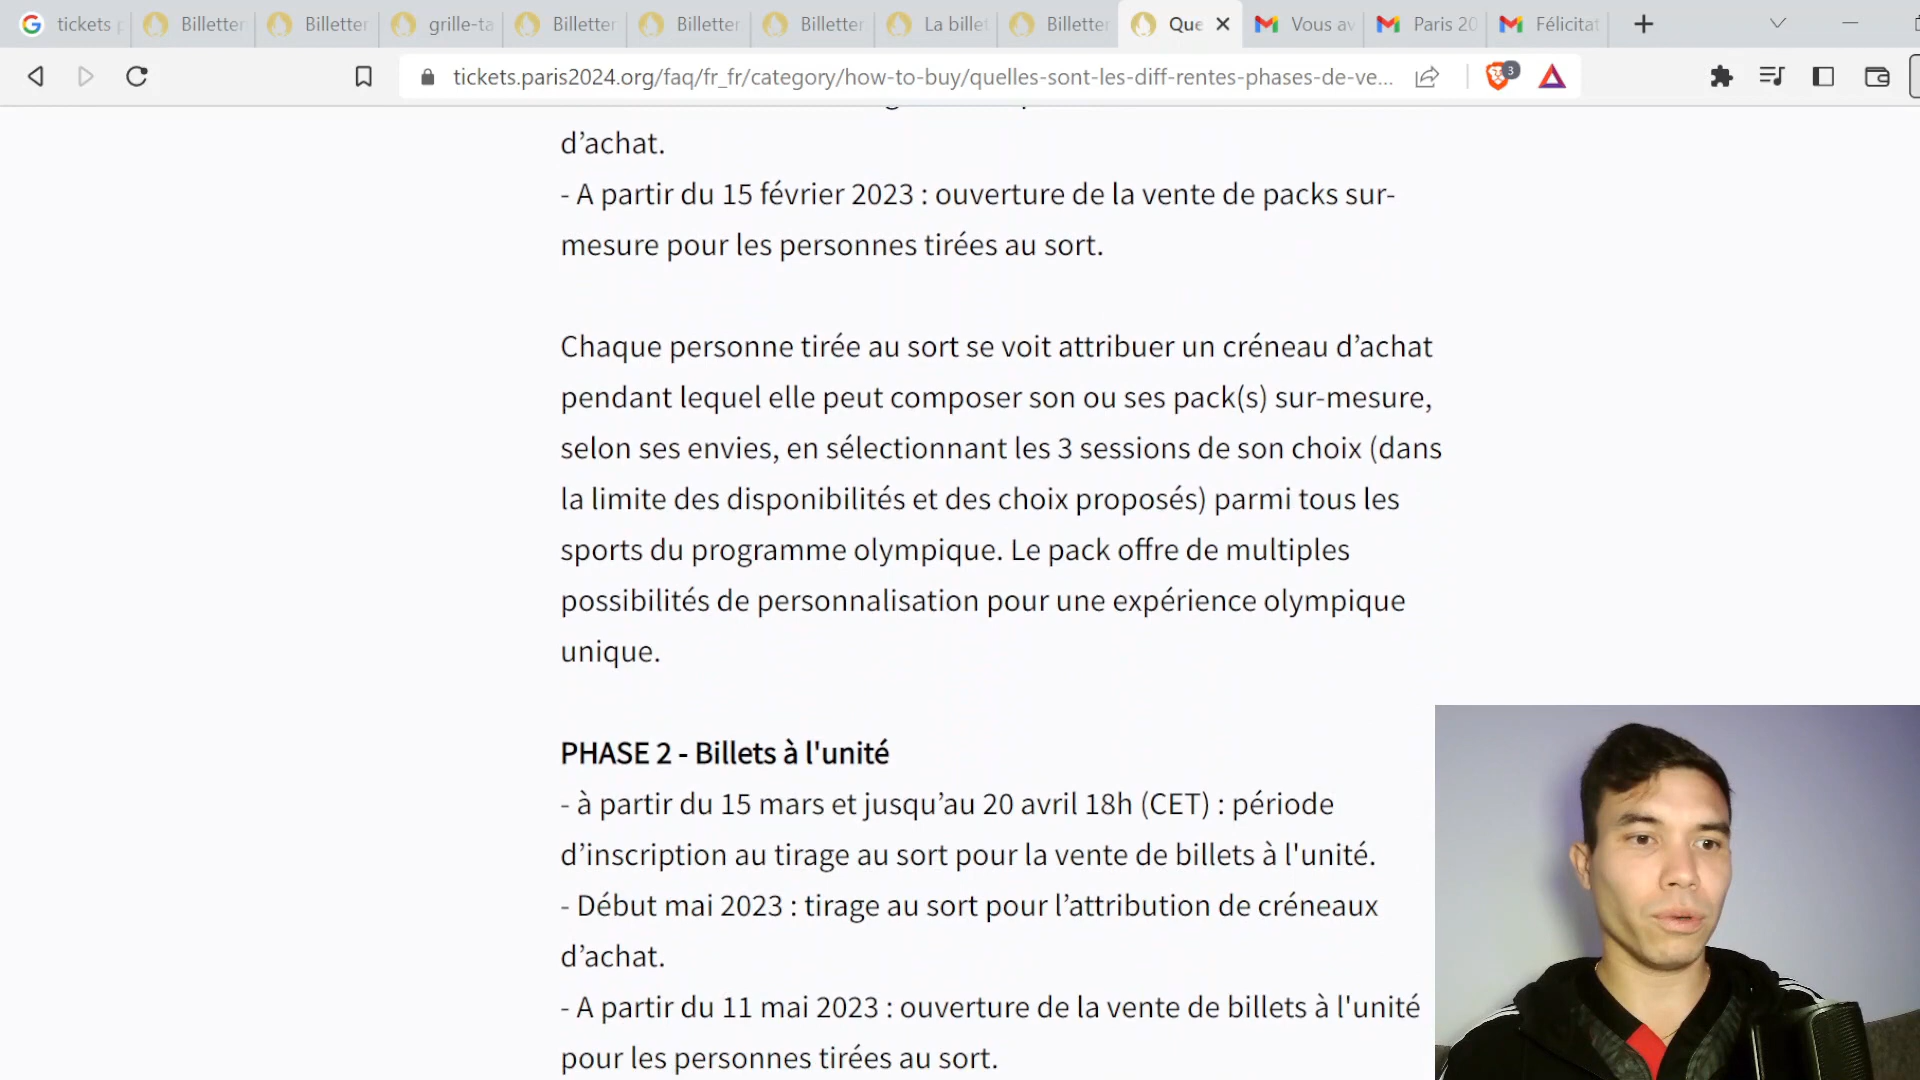 tickets p
Billetter
Billetter
grille-ta
Billetter
Billetter
Billetter
La billet
Billetter
Que
Vous av
Paris 20
Félicitat
tickets.paris2024.org/faq/fr_fr/category/how-to-buy/quelles-sont-les-diff-rentes-phases-de-ve...
3
d’achat.
- A partir du 15 février 2023 : ouverture de la vente de packs sur-
mesure pour les personnes tirées au sort.
Chaque personne tirée au sort se voit attribuer un créneau d’achat
pendant lequel elle peut composer son ou ses pack(s) sur-mesure,
selon ses envies, en sélectionnant les 3 sessions de son choix (dans
la limite des disponibilités et des choix proposés) parmi tous les
sports du programme olympique. Le pack offre de multiples
possibilités de personnalisation pour une expérience olympique
unique.
PHASE 2 - Billets à l'unité
- à partir du 15 mars et jusqu’au 20 avril 18h (CET) : période
d’inscription au tirage au sort pour la vente de billets à l'unité.
- Début mai 2023 : tirage au sort pour l’attribution de créneaux
d’achat.
- A partir du 11 mai 2023 : ouverture de la vente de billets à l'unité
pour les personnes tirées au sort.